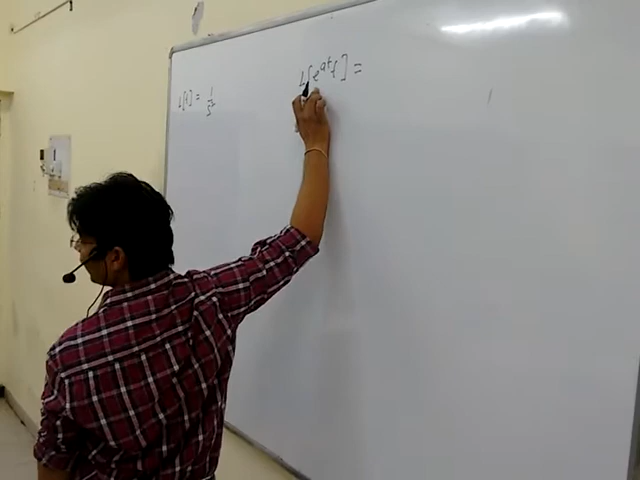 L[e^{at}t] =
L[t] = 1/s²